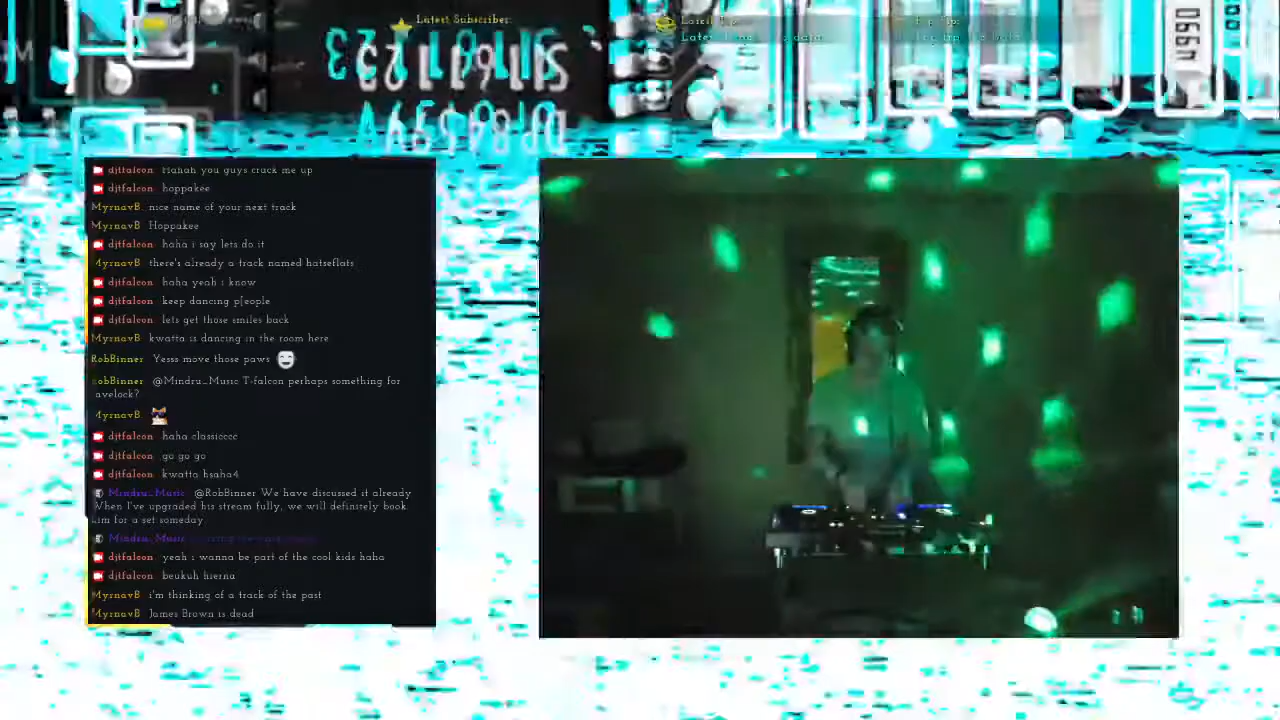 Latest Subscriber:
djtfalcon Hahah you guys crack me up
djtfalcon hoppakee
MyrnavB nice name of your next track
MyrnavB Hoppakee
djtfalcon haha i say lets do it
MyrnavB there's already a track named hatseflats
djtfalcon haha yeah i know
djtfalcon keep dancing p[eople
djtfalcon lets get those smiles back
MyrnavB kwatta is dancing in the room here
RobBinner Yesss move those paws
obBinner @Mindru_Music T-falcon perhaps something for
avelock?
MyrnavB
djtfalcon haha classicccc
djtfalcon go go go
djtfalcon kwatta hsaha4
Mindru_Music @RobBinner We have discussed it already
When I've upgraded his stream fully, we will definitely book
him for a set someday
Mindru_Music
djtfalcon yeah i wanna be part of the cool kids haha
djtfalcon beukuh hierna
MyrnavB i'm thinking of a track of the past
MyrnavB James Brown is dead